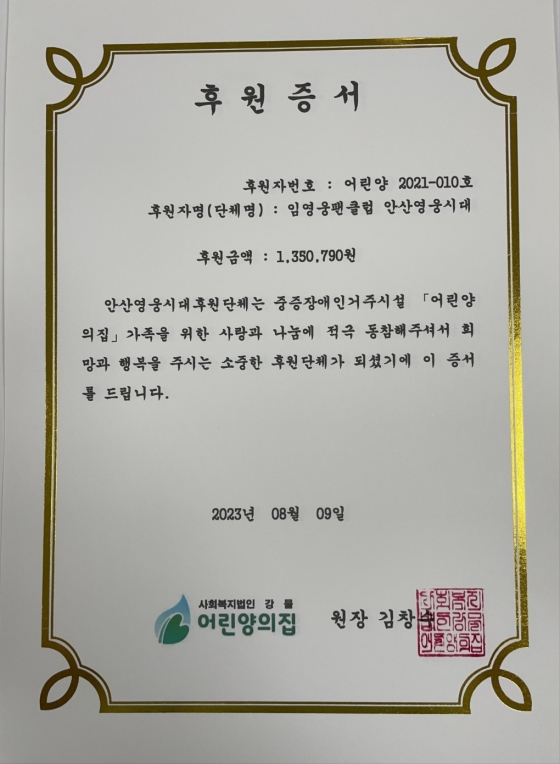 후 원 증 서
후원자번호 : 어린양 2021-010호
후원자명(단체명) : 임영웅팬클럽 안산영웅시대
후원금액 : 1,350,790원
안산영웅시대후원단체는 중증장애인거주시설 「어린양
의집」가족을 위한 사랑과 나눔에 적극 동참해주셔서 희
망과 행복을 주시는 소중한 후원단체가 되셨기에 이 증서
를 드립니다.
2023년 08월 09일
사회복지법인 강 물
어린양의집
원장 김창